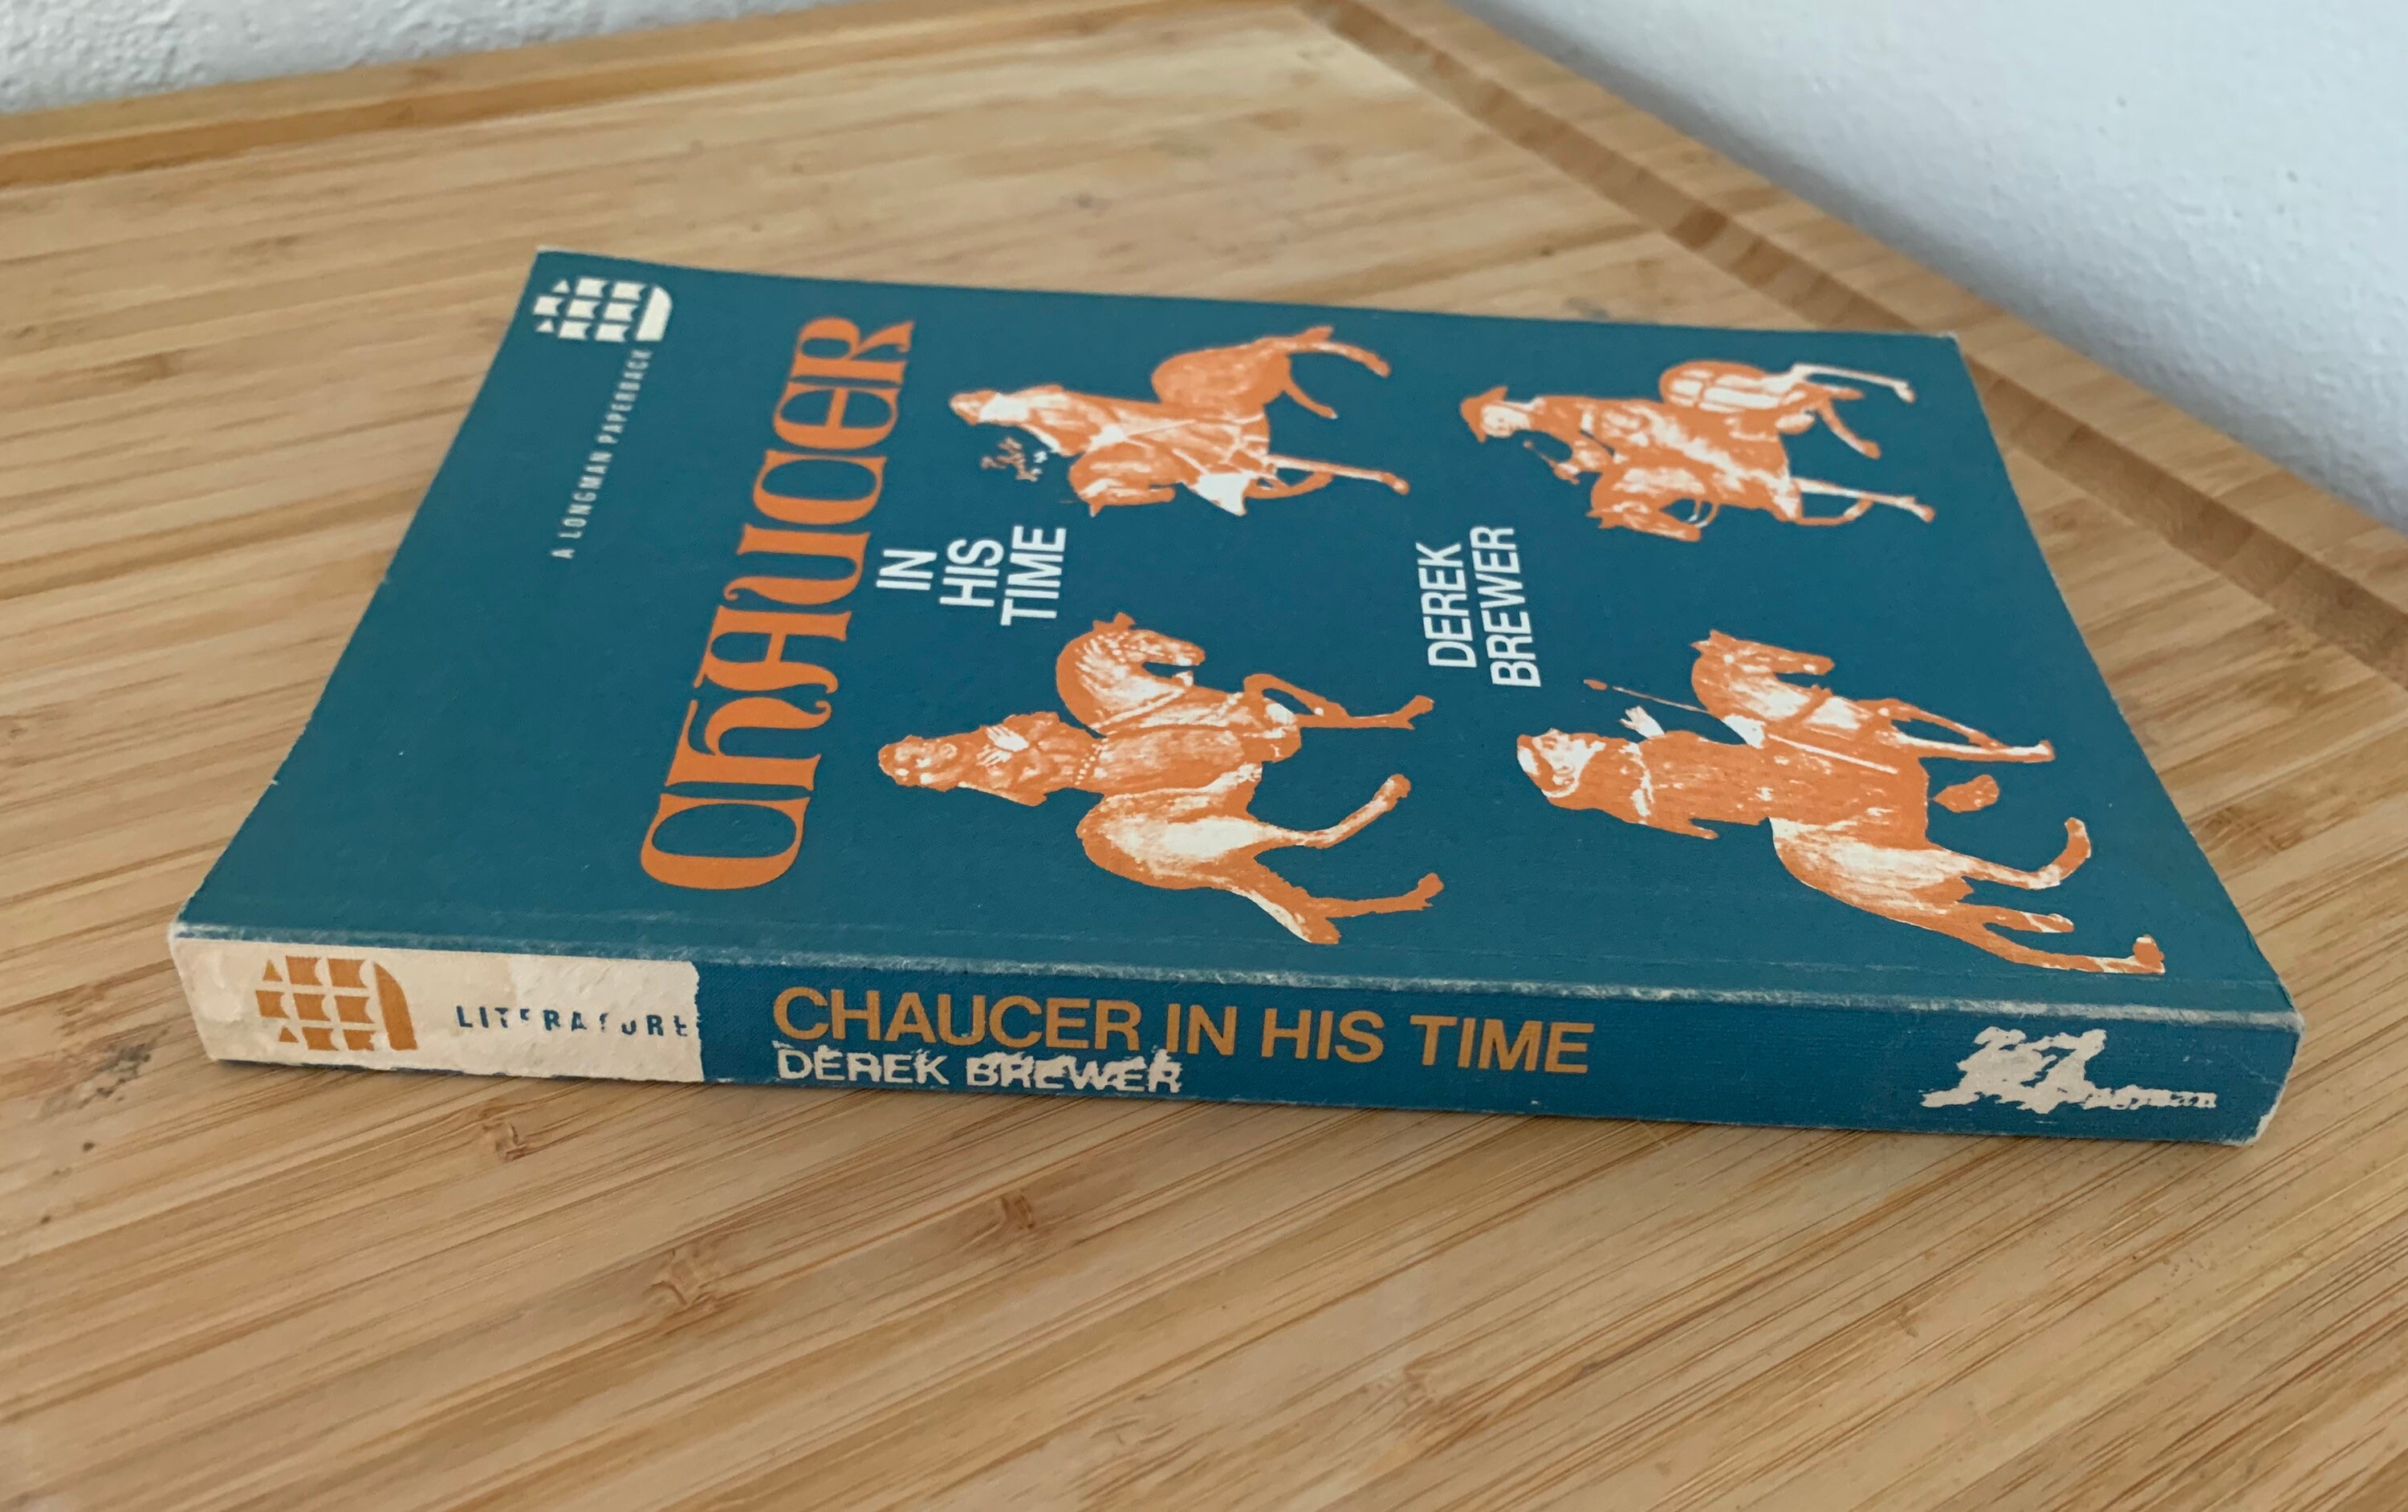 A LONGMAN PAPERBACK
CHAUCER
IN
HIS
TIME
DEREK
BREWER
LITERATURE
CHAUCER IN HIS TIME
DEREK BREWER